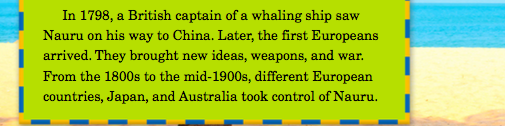 In 1798, a British captain of a whaling ship saw
Nauru on his way to China. Later, the first Europeans
arrived. They brought new ideas, weapons, and war.
From the 1800s to the mid-1900s, different European
countries, Japan, and Australia took control of Nauru.